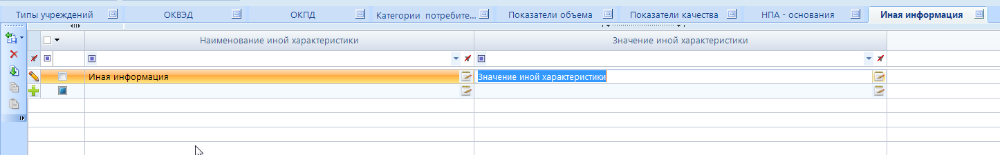 Типы учреждений ОКВЭД ОКПД Категории потребите... Показатели объема Показатели качества НПА - основания Иная информация
Наименование иной характеристики Значение иной характеристики
Иная информация Значение иной характеристики